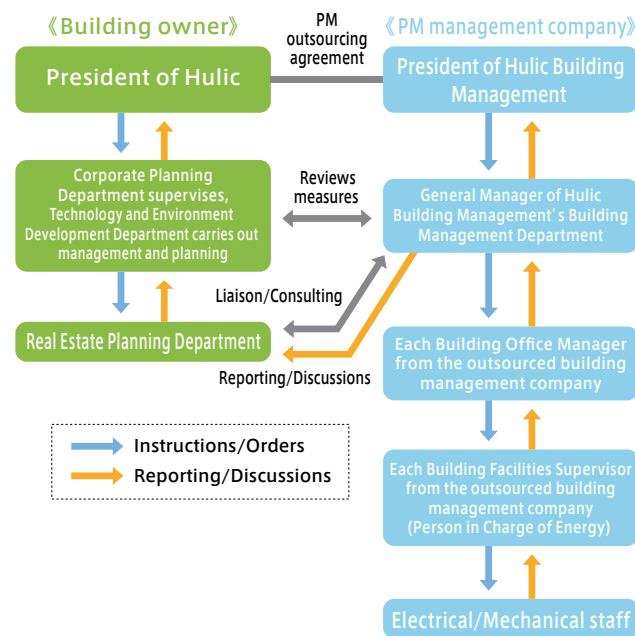 《Building owner》
PM
outsourcing
agreement
《PM management company》
President of Hulic
President of Hulic Building
Management
Corporate Planning
Department supervises,
Technology and Environment
Development Department carries out
management and planning
Reviews
measures
General Manager of Hulic
Building Management's Building
Management Department
Liaison/Consulting
Real Estate Planning Department
Reporting/Discussions
Each Building Office Manager
from the outsourced building
management company
Instructions/Orders
Reporting/Discussions
Each Building Facilities Supervisor
from the outsourced building
management company
(Person in Charge of Energy)
Electrical/Mechanical staff